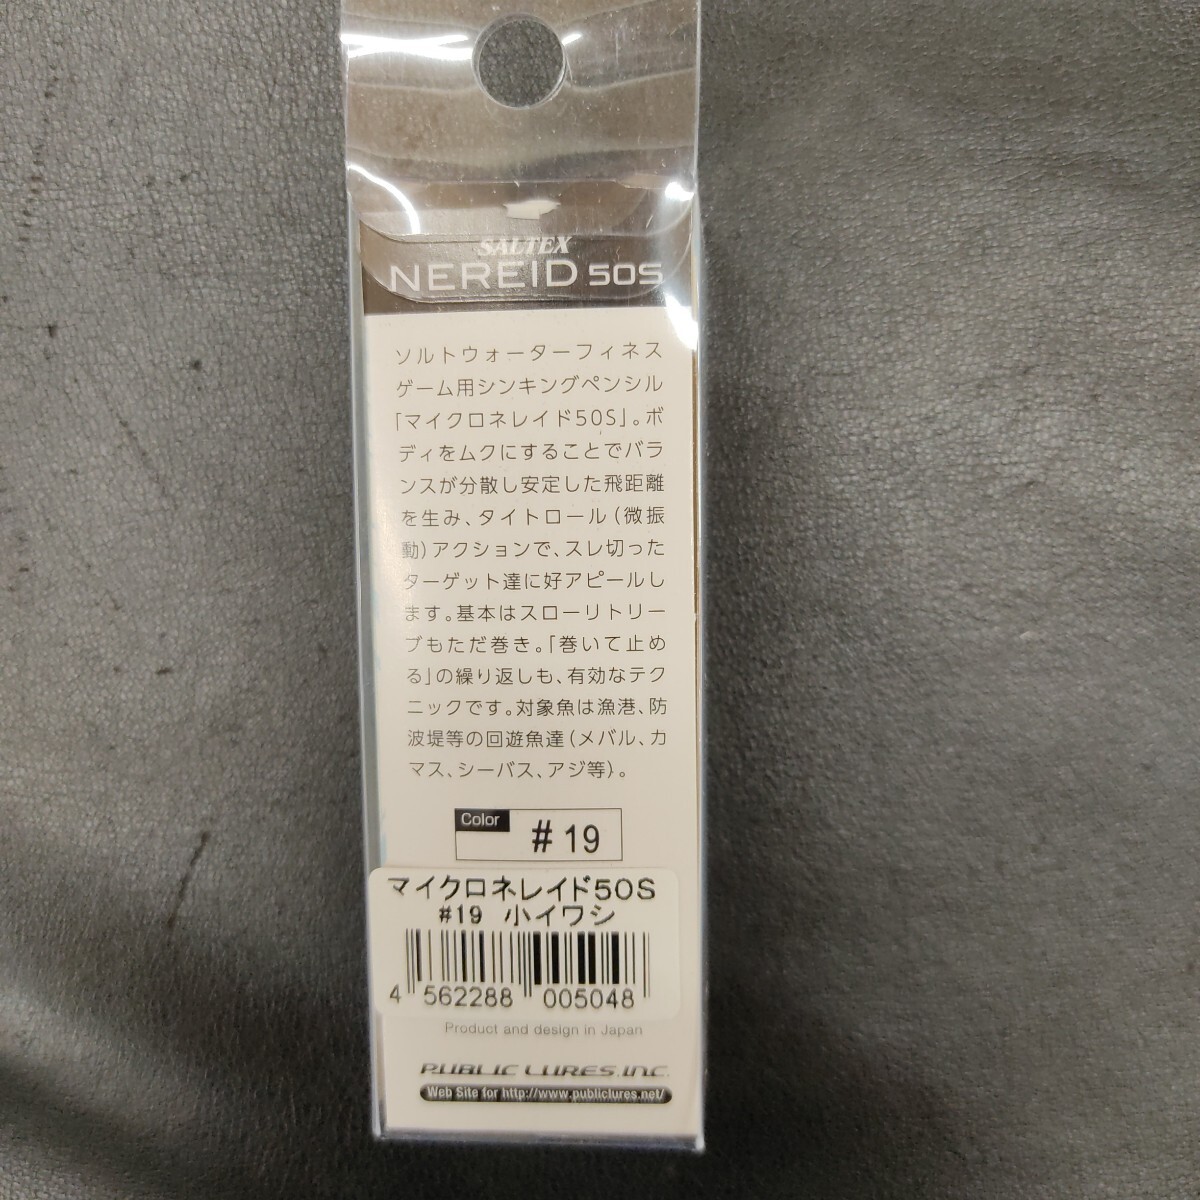 SALTEX
NEREID 50S
ソルトウォーターフィネス
ゲーム用シンキングペンシル
「マイクロネレイド50S」。ボ
ディをムクにすることでバラ
ンスが分散し安定した飛距離
を生み、タイトロール(微振
動)アクションで、スレ切った
ターゲット達に好アピールし
ます。基本はスローリトリー
ブもただ巻き。「巻いて止め
る」の繰り返しも、有効なテク
ニックです。対象魚は漁港、防
波堤等の回遊魚達(メバル、カ
マス、シーバス、アジ等)。
Color
#19
マイクロネレイド50S
#19 小イワシ
4 562288 005048
Product and design in Japan
PUBLIC LURES.INC.
Web Site for http://www.publiclures.net/